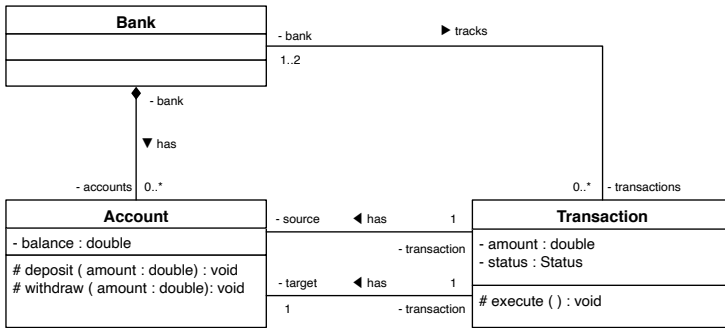 Bank
- bank
▶ tracks
1..2
- bank
▼ has
- accounts 0..*
0..* - transactions
Account
- balance : double
# deposit ( amount : double) : void
# withdraw ( amount : double): void
- source ◀ has 1
- transaction
- target ◀ has 1
1 - transaction
Transaction
- amount : double
- status : Status
# execute ( ) : void